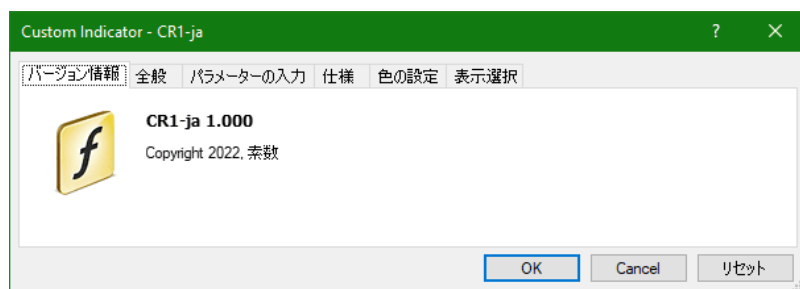 Custom Indicator - CR1-ja ? ×
バージョン情報 全般 パラメーターの入力 仕様 色の設定 表示選択
f CR1-ja 1.000
Copyright 2022, 素数
OK Cancel リセット